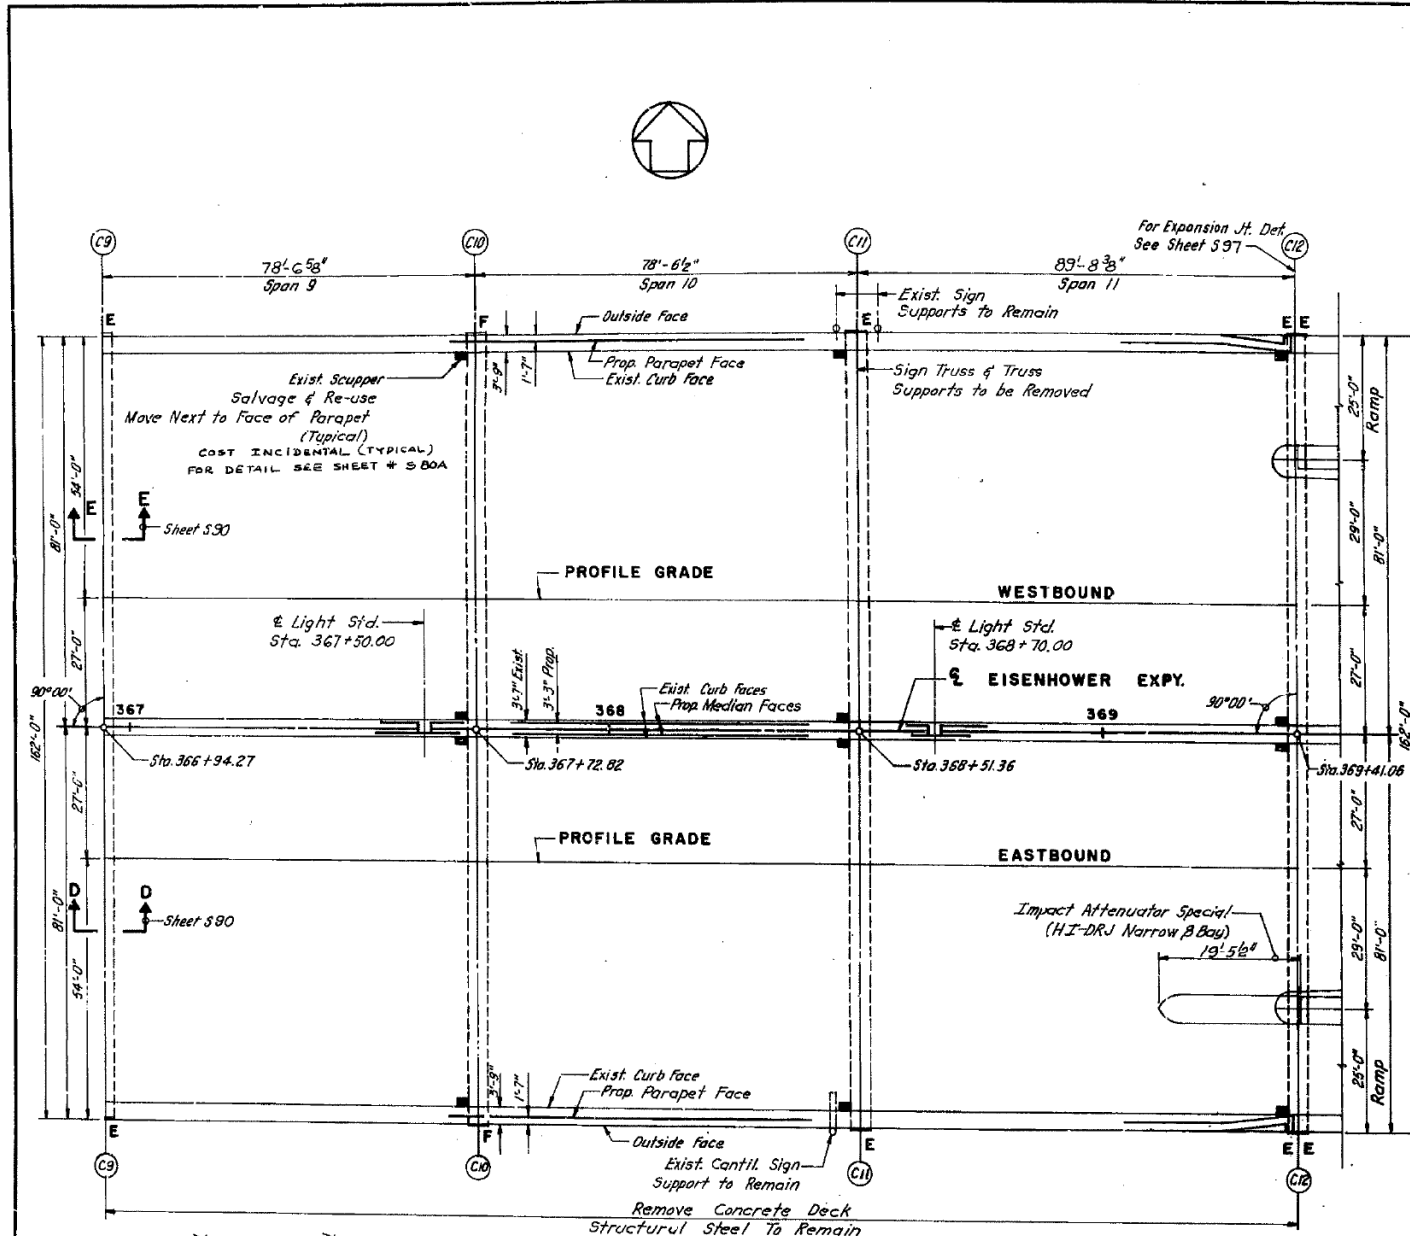 For Expansion Jt. Det.
See Sheet S97
C9
C10
C11
C12
78'-6 5/8"
Span 9
78'-6 1/2"
Span 10
89'-8 3/8"
Span 11
Exist. Sign
Supports to Remain
E
F
E
E E
Outside Face
Prop. Parapet Face
Exist. Curb Face
3'-9"
1'-7"
Sign Truss & Truss
Supports to be Removed
Exist. Scupper
Salvage & Re-use
Move Next to Face of Parapet
(Typical)
COST INCIDENTAL (TYPICAL)
FOR DETAIL SEE SHEET # S80A
25'-0"
Ramp
54'-0"
81'-0"
E
E
Sheet S90
29'-0"
81'-0"
PROFILE GRADE
WESTBOUND
℄ Light Std.
Sta. 367+50.00
℄ Light Std.
Sta. 368+70.00
27'-0"
27'-0"
3'-7" Exist.
3'-3" Prop.
Exist. Curb Faces
Prop. Median Faces
℄ EISENHOWER EXPY.
90°00'
90°00'
367
368
369
162'-0"
162'-0"
Sta. 366+94.27
Sta. 367+72.82
Sta. 368+51.36
Sta. 369+41.06
27'-0"
27'-0"
PROFILE GRADE
EASTBOUND
D
D
Sheet S90
81'-0"
54'-0"
Impact Attenuator Special
(HI-DRI Narrow Bay)
19'-5 1/2"
29'-0"
81'-0"
25'-0"
Ramp
3'-9"
1'-7"
Exist. Curb Face
Prop. Parapet Face
Outside Face
Exist. Cantil. Sign
Support to Remain
E
F
E
E E
C9
C10
C11
C12
Remove Concrete Deck
Structural Steel To Remain